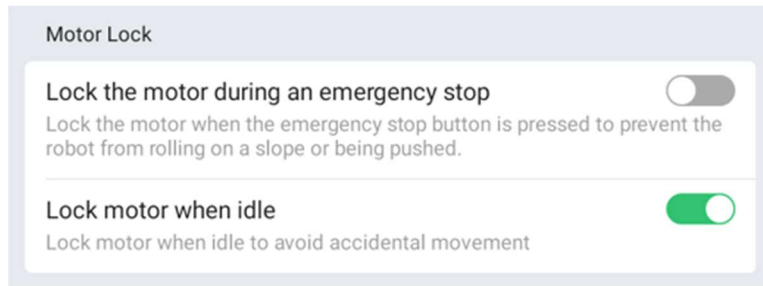 Motor Lock
Lock the motor during an emergency stop
Lock the motor when the emergency stop button is pressed to prevent the
robot from rolling on a slope or being pushed.
Lock motor when idle
Lock motor when idle to avoid accidental movement